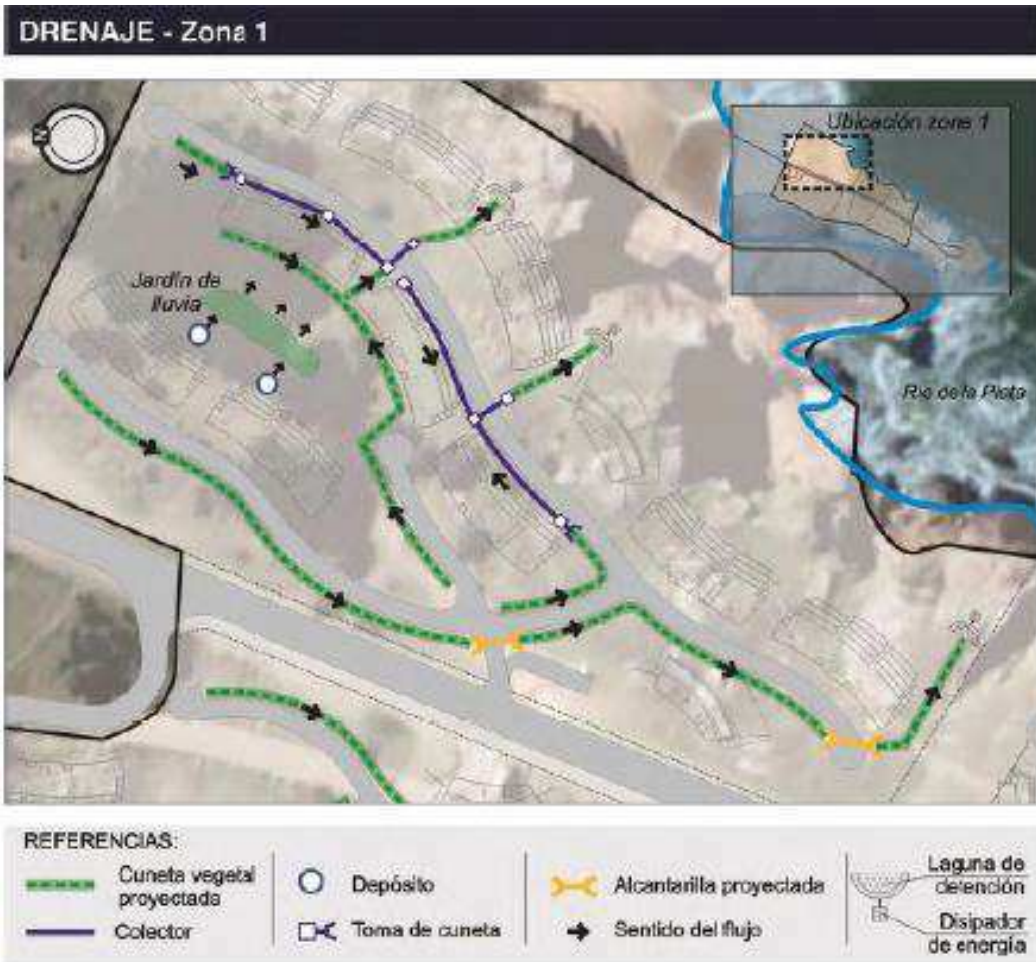 DRENAJE - Zona 1
N
Ubicación zona 1
Jardín de
lluvia
Río de la Plata
REFERENCIAS:
Cuneta vegetal
proyectada
Colector
Depósito
Toma de cuneta
Alcantarilla proyectada
Sentido del flujo
Laguna de
detención
Disipador
de energía